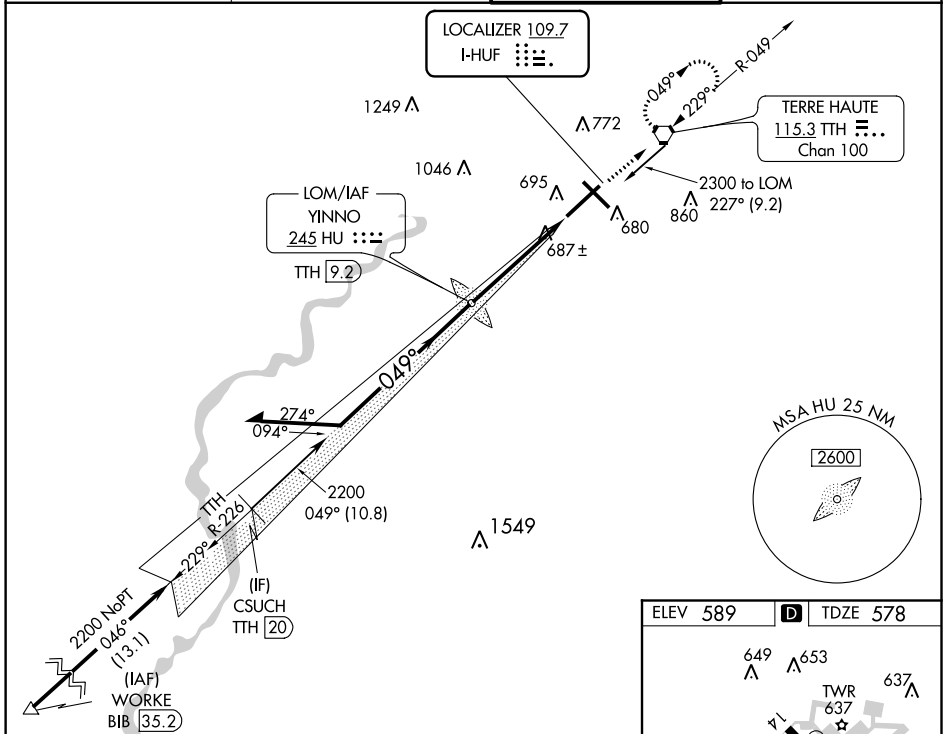 LOCALIZER 109.7
I-HUF
R-049
049°
229°
TERRE HAUTE
115.3 TTH
Chan 100
1249
772
1046
695
2300 to LOM
227° (9.2)
860
680
687 ±
LOM/IAF
YINNO
245 HU
TTH 9.2
049°
274°
094°
2200
049° (10.8)
TTH
R-226
229°
(IF)
CSUCH
TTH 20
1549
MSA HU 25 NM
2600
2200 NoPT
046°
(13.1)
(IAF)
WORKE
BIB 35.2
ELEV 589 D TDZE 578
649
653
637
TWR
637
14